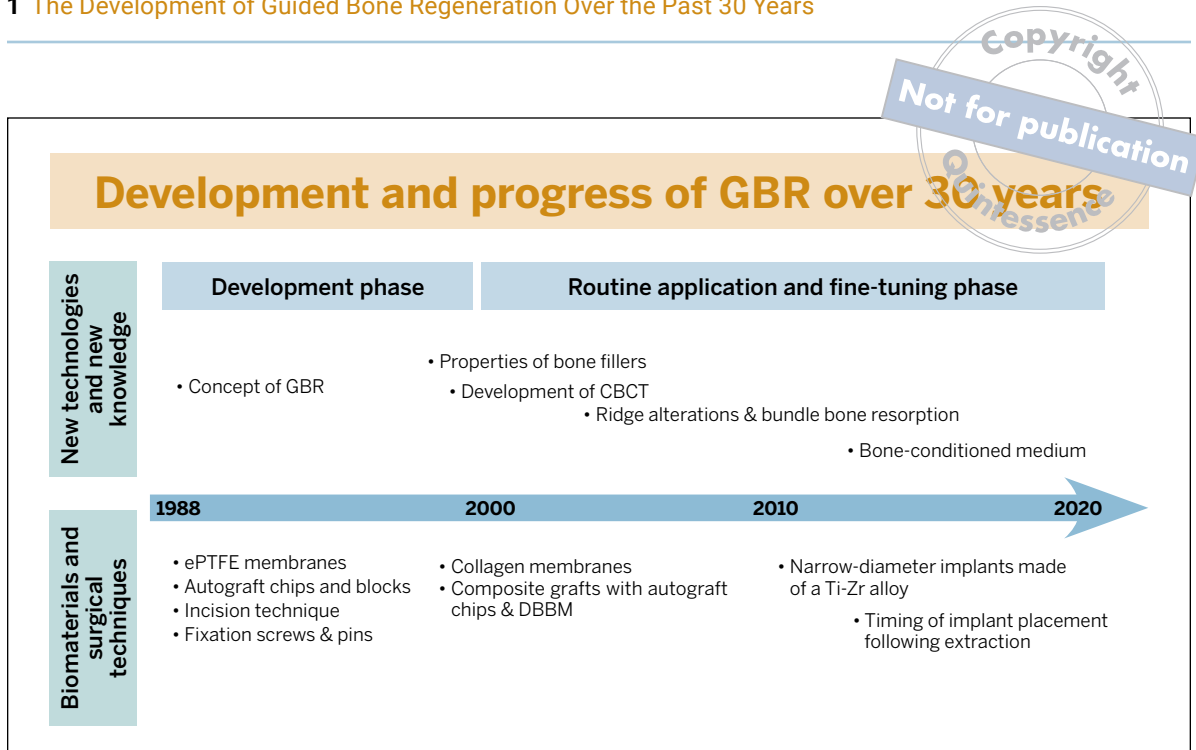 1 The Development of Guided Bone Regeneration Over the Past 30 Years
Copyright
Not for publication
Quintessence
Development and progress of GBR over 30 years
New technologies
and new
knowledge
Development phase
Routine application and fine-tuning phase
• Concept of GBR
• Properties of bone fillers
• Development of CBCT
• Ridge alterations & bundle bone resorption
• Bone-conditioned medium
1988
2000
2010
2020
Biomaterials and
surgical
techniques
• ePTFE membranes
• Autograft chips and blocks
• Incision technique
• Fixation screws & pins
• Collagen membranes
• Composite grafts with autograft
chips & DBBM
• Narrow-diameter implants made
of a Ti-Zr alloy
• Timing of implant placement
following extraction